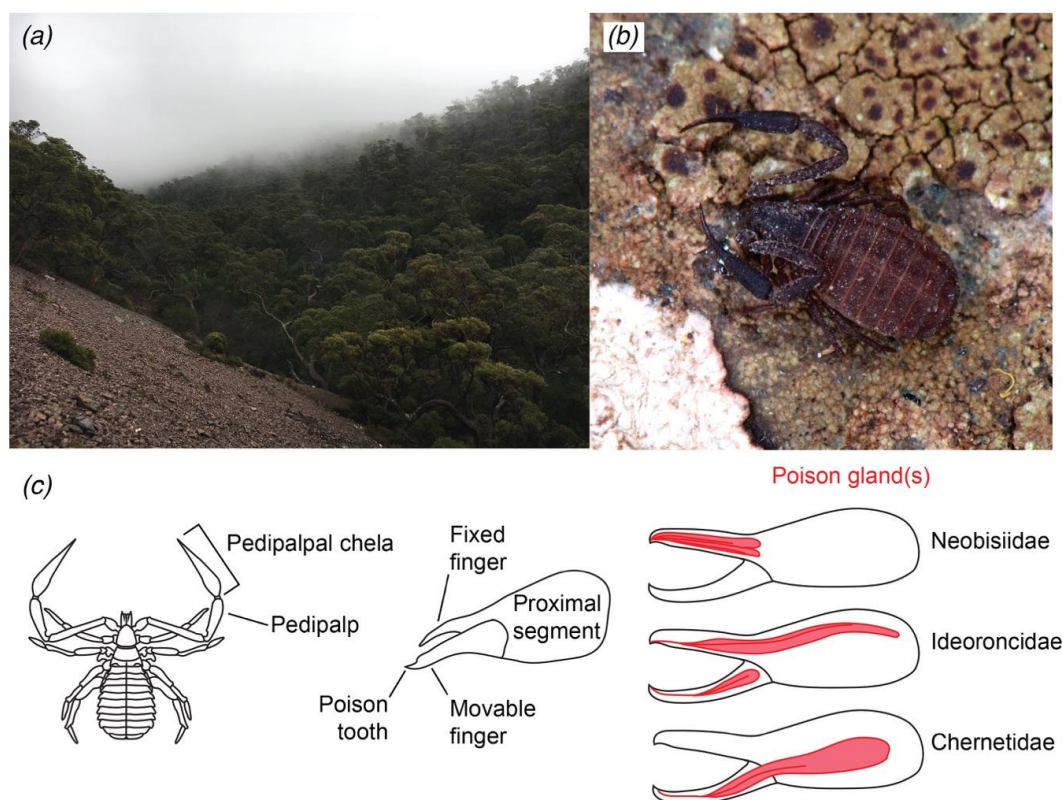 (a)
(b)
(c)
Pedipalpal chela
Pedipalp
Fixed
finger
Proximal
segment
Poison
tooth
Movable
finger
Poison gland(s)
Neobisiidae
Ideoroncidae
Chernetidae